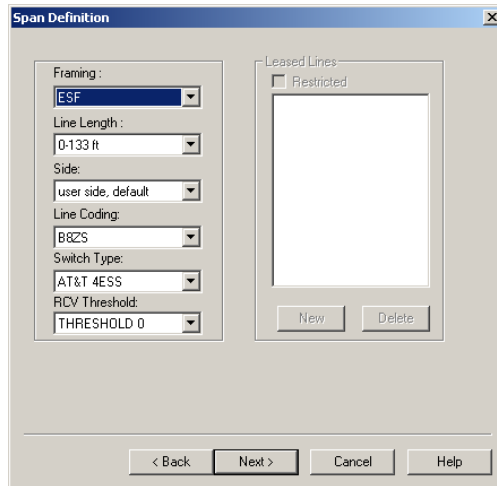 Span Definition
Framing :
ESF
Line Length :
0-133 ft
Side:
user side, default
Line Coding:
B8ZS
Switch Type:
AT&T 4ESS
RCV Threshold:
THRESHOLD 0
Leased Lines
Restricted
New
Delete
< Back
Next >
Cancel
Help